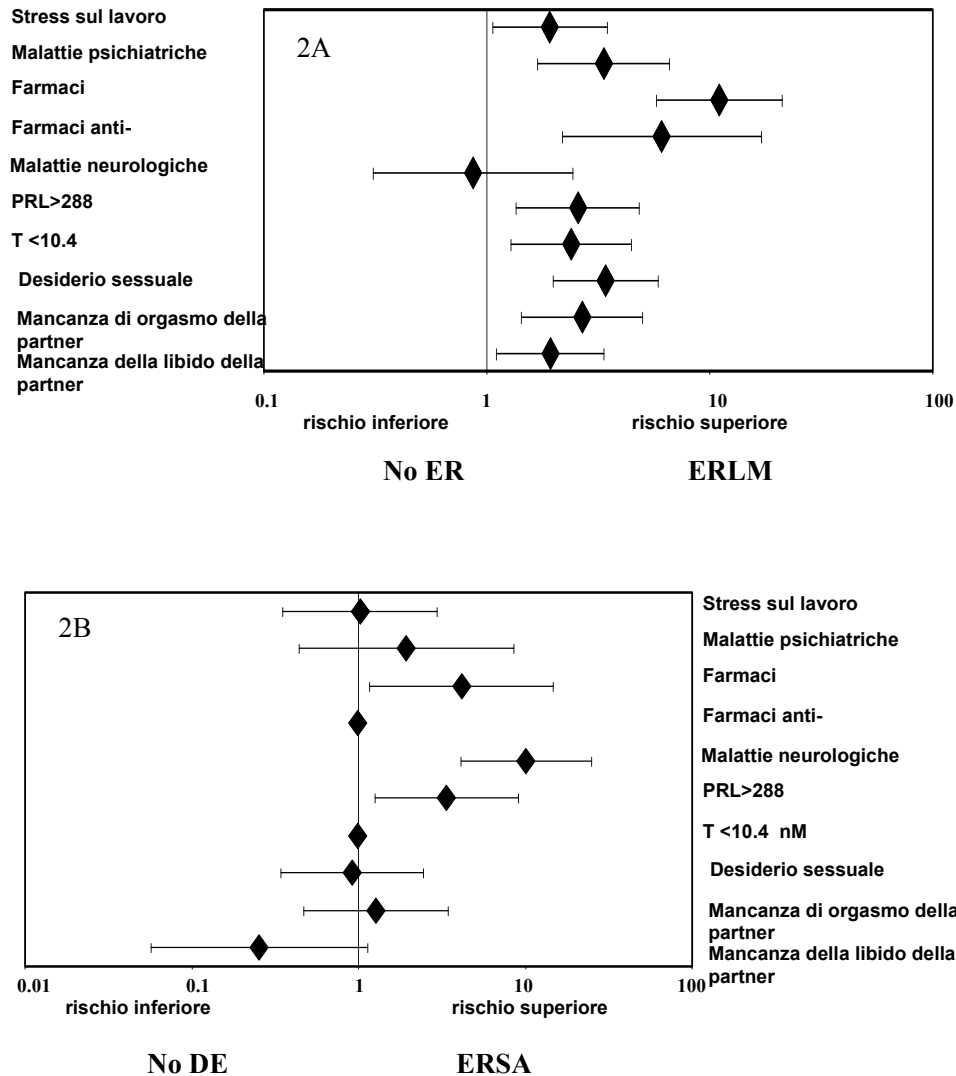 Stress sul lavoro
2A
Malattie psichiatriche
Farmaci
Farmaci anti-
Malattie neurologiche
PRL>288
T <10.4
Desiderio sessuale
Mancanza di orgasmo della
partner
Mancanza della libido della
partner
0.1 1 10 100
rischio inferiore rischio superiore
No ER ERLM
2B
Stress sul lavoro
Malattie psichiatriche
Farmaci
Farmaci anti-
Malattie neurologiche
PRL>288
T <10.4 nM
Desiderio sessuale
Mancanza di orgasmo della
partner
Mancanza della libido della
partner
0.01 0.1 1 10 100
rischio inferiore rischio superiore
No DE ERSA